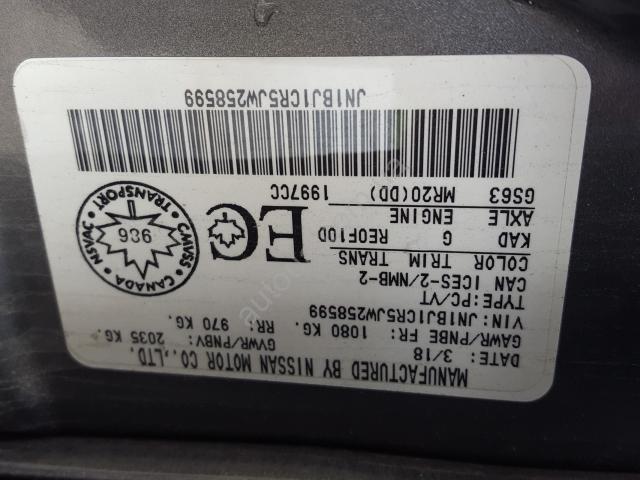 MANUFACTURED BY NISSAN MOTOR CO.,LTD.
DATE: 3/18 GVWR/PNBV: 2035 KG.
GAWR/PNBE FR: 1080 KG. RR: 970 KG.
VIN: JN1BJ1CR5JW258599
TYPE:PC/VT
CAN ICES-2/NMB-2
COLOR TRIM TRANS
KAD G RE0F10D
AXLE ENGINE
GS63 MR20(DD) 1997CC
EC
TRANSPORT
CMVSS - CANADA - NSVAC
936
JN1BJ1CR5JW258599